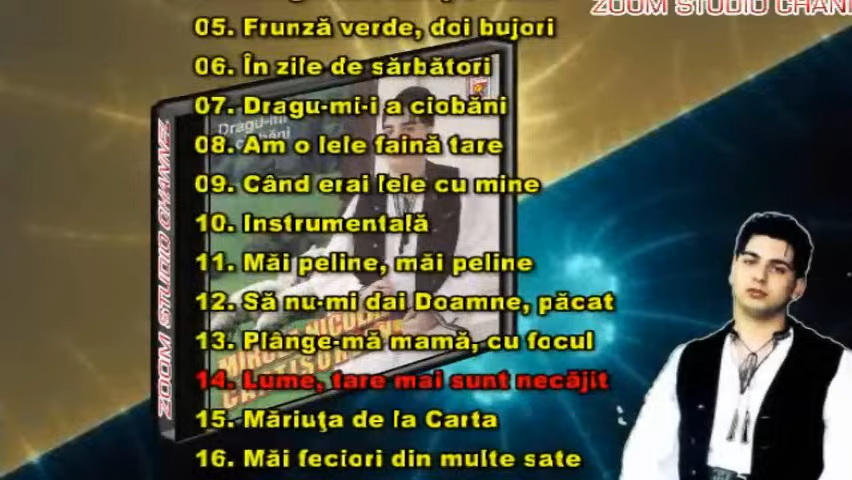 ZOOM STUDIO CHAN
05. Frunză verde, doi bujori
06. În zile de sărbători
07. Dragu-mi-i a ciobăni
08. Am o lele faină tare
09. Când erai lele cu mine
10. Instrumentală
11. Măi peline, măi peline
12. Să nu-mi dai Doamne, păcat
13. Plânge-mă mamă, cu focul
14. Lume, tare mai sunt necăjit
15. Măriuţa de la Carta
16. Măi feciori din multe sate
ZOOM STUDIO CHANNEL
Dragu-mi